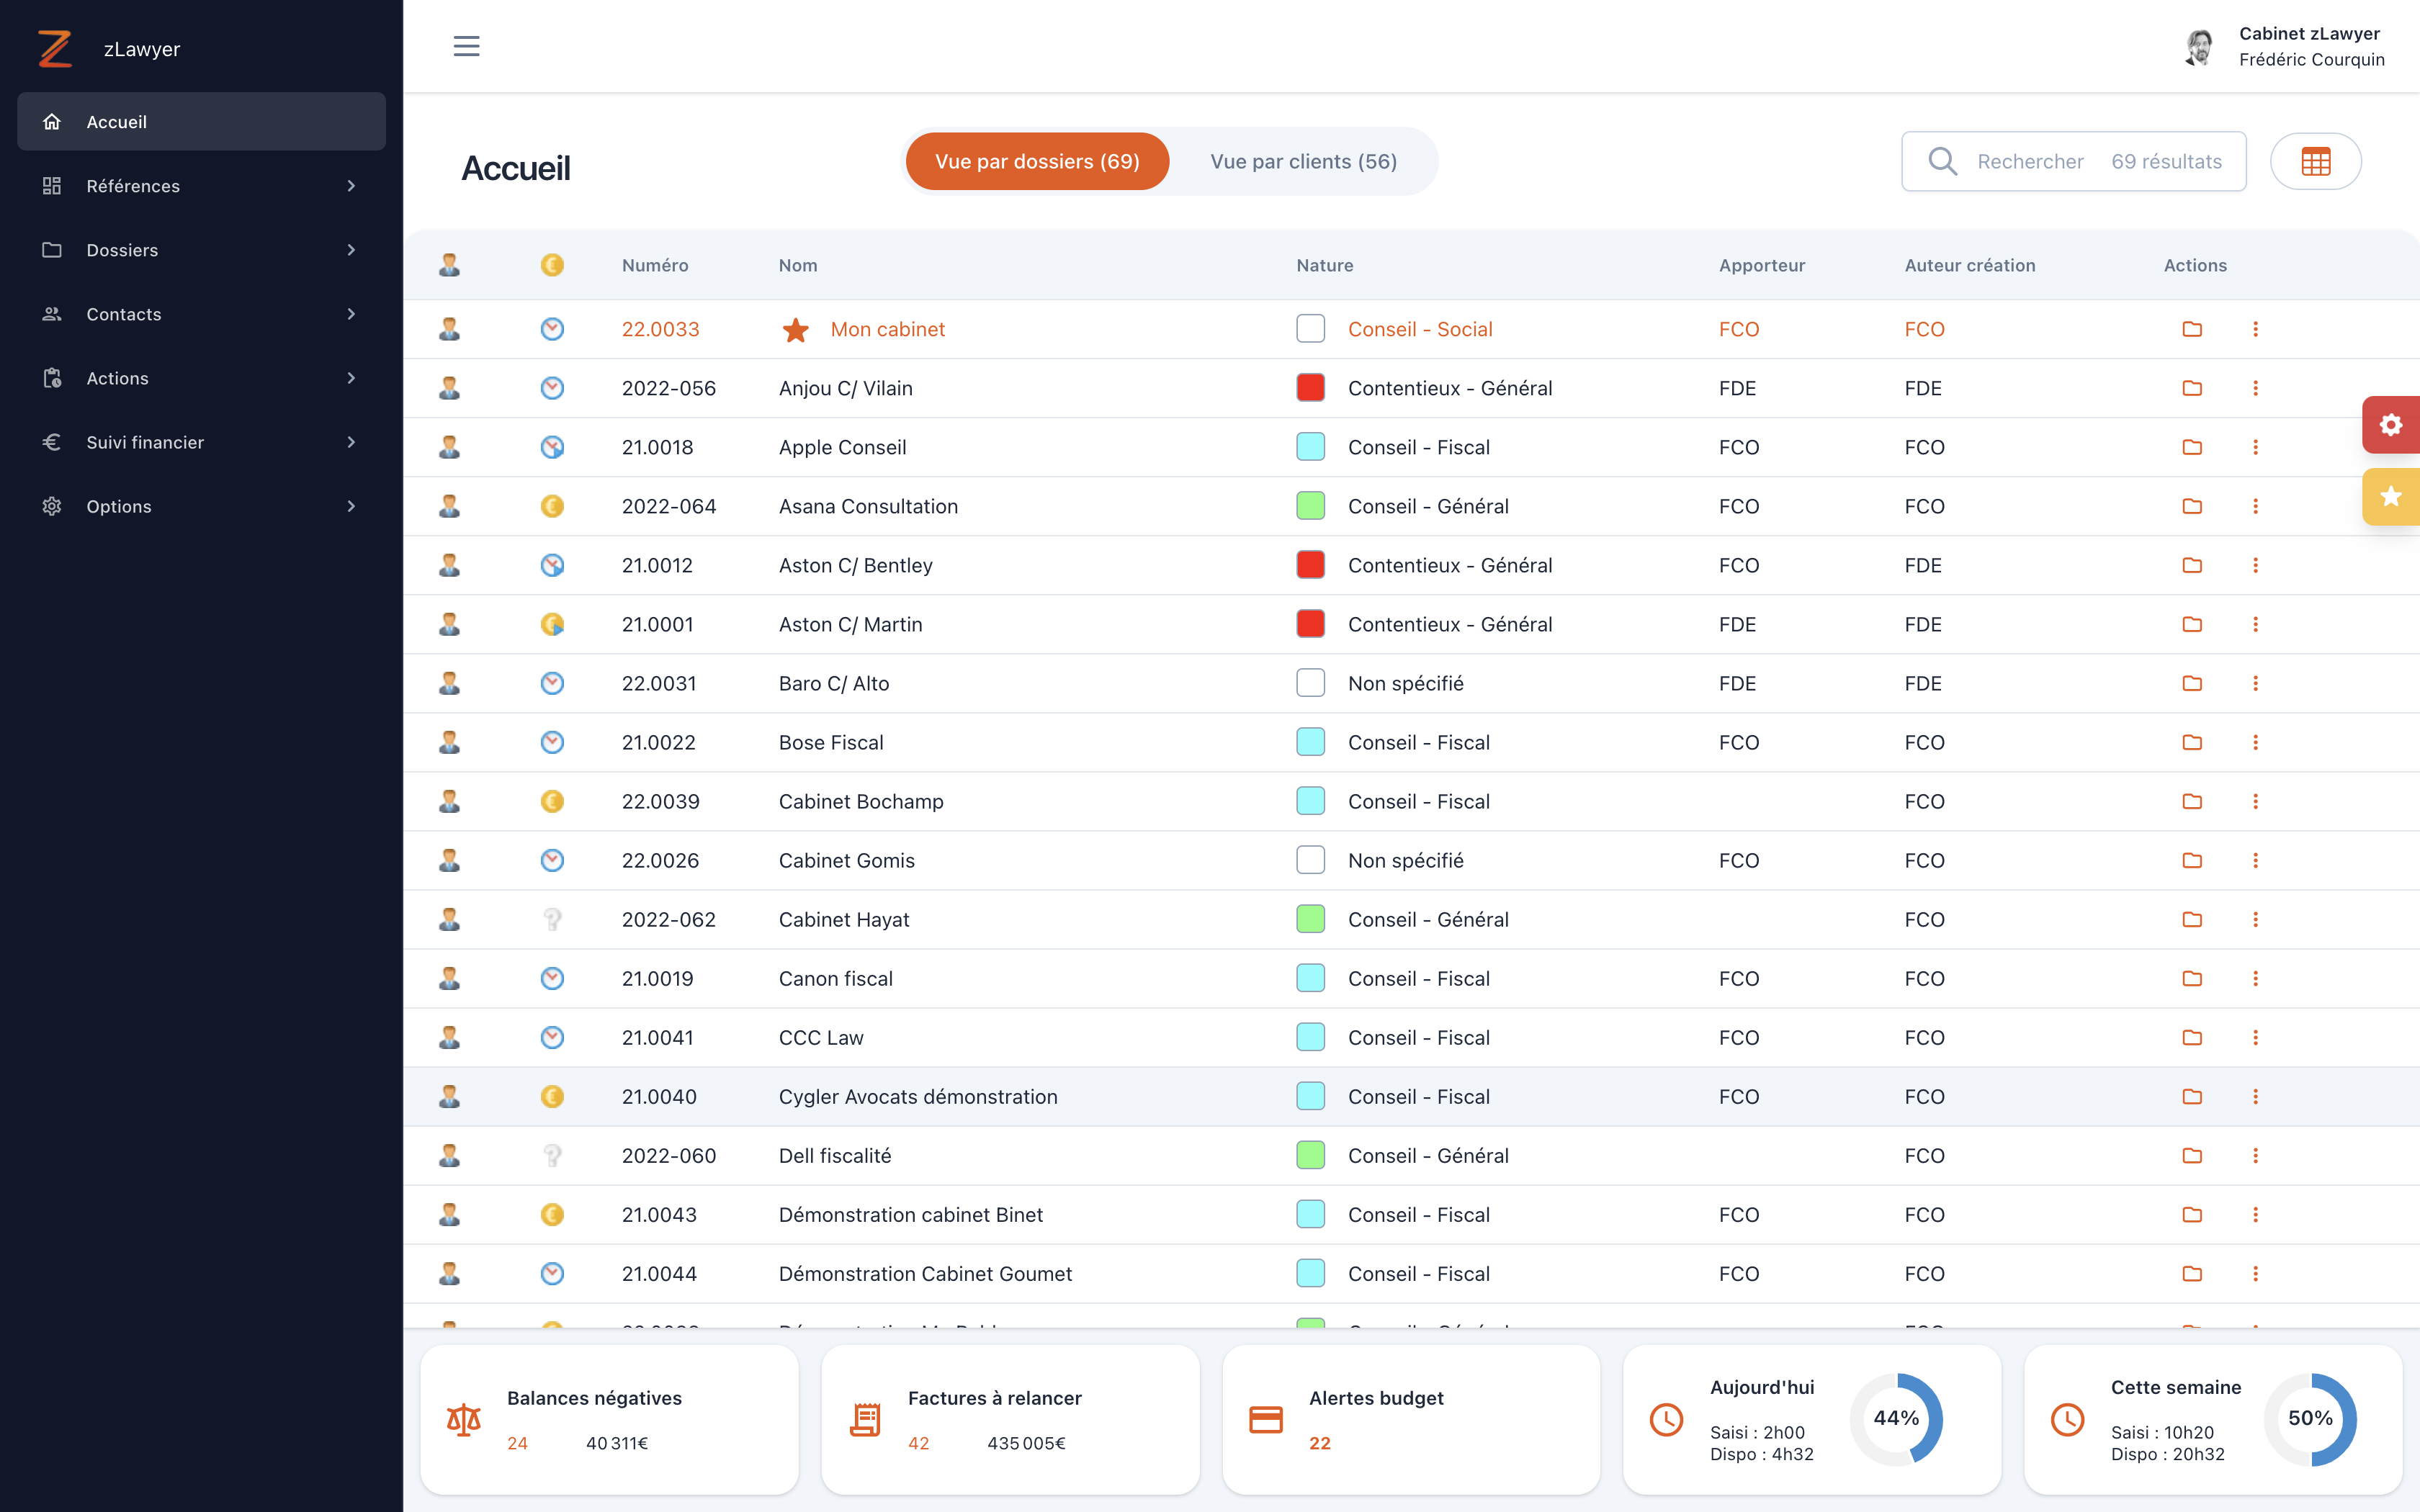 zLawyer
Accueil
Références
Dossiers
Contacts
Actions
Suivi financier
Options
Cabinet zLawyer
Frédéric Courquin
Accueil
Vue par dossiers (69) Vue par clients (56)
Rechercher 69 résultats
Numéro Nom Nature Apporteur Auteur création Actions
22.0033 Mon cabinet Conseil - Social FCO FCO
2022-056 Anjou C/ Vilain Contentieux - Général FDE FDE
21.0018 Apple Conseil Conseil - Fiscal FCO FCO
2022-064 Asana Consultation Conseil - Général FCO FCO
21.0012 Aston C/ Bentley Contentieux - Général FCO FDE
21.0001 Aston C/ Martin Contentieux - Général FDE FDE
22.0031 Baro C/ Alto Non spécifié FDE FDE
21.0022 Bose Fiscal Conseil - Fiscal FCO FCO
22.0039 Cabinet Bochamp Conseil - Fiscal FCO
22.0026 Cabinet Gomis Non spécifié FCO FCO
2022-062 Cabinet Hayat Conseil - Général FCO
21.0019 Canon fiscal Conseil - Fiscal FCO FCO
21.0041 CCC Law Conseil - Fiscal FCO FCO
21.0040 Cygler Avocats démonstration Conseil - Fiscal FCO FCO
2022-060 Dell fiscalité Conseil - Général FCO
21.0043 Démonstration cabinet Binet Conseil - Fiscal FCO FCO
21.0044 Démonstration Cabinet Goumet Conseil - Fiscal FCO FCO
Balances négatives
24 40 311€
Factures à relancer
42 435 005€
Alertes budget
22
Aujourd'hui
Saisi : 2h00
Dispo : 4h32
44%
Cette semaine
Saisi : 10h20
Dispo : 20h32
50%